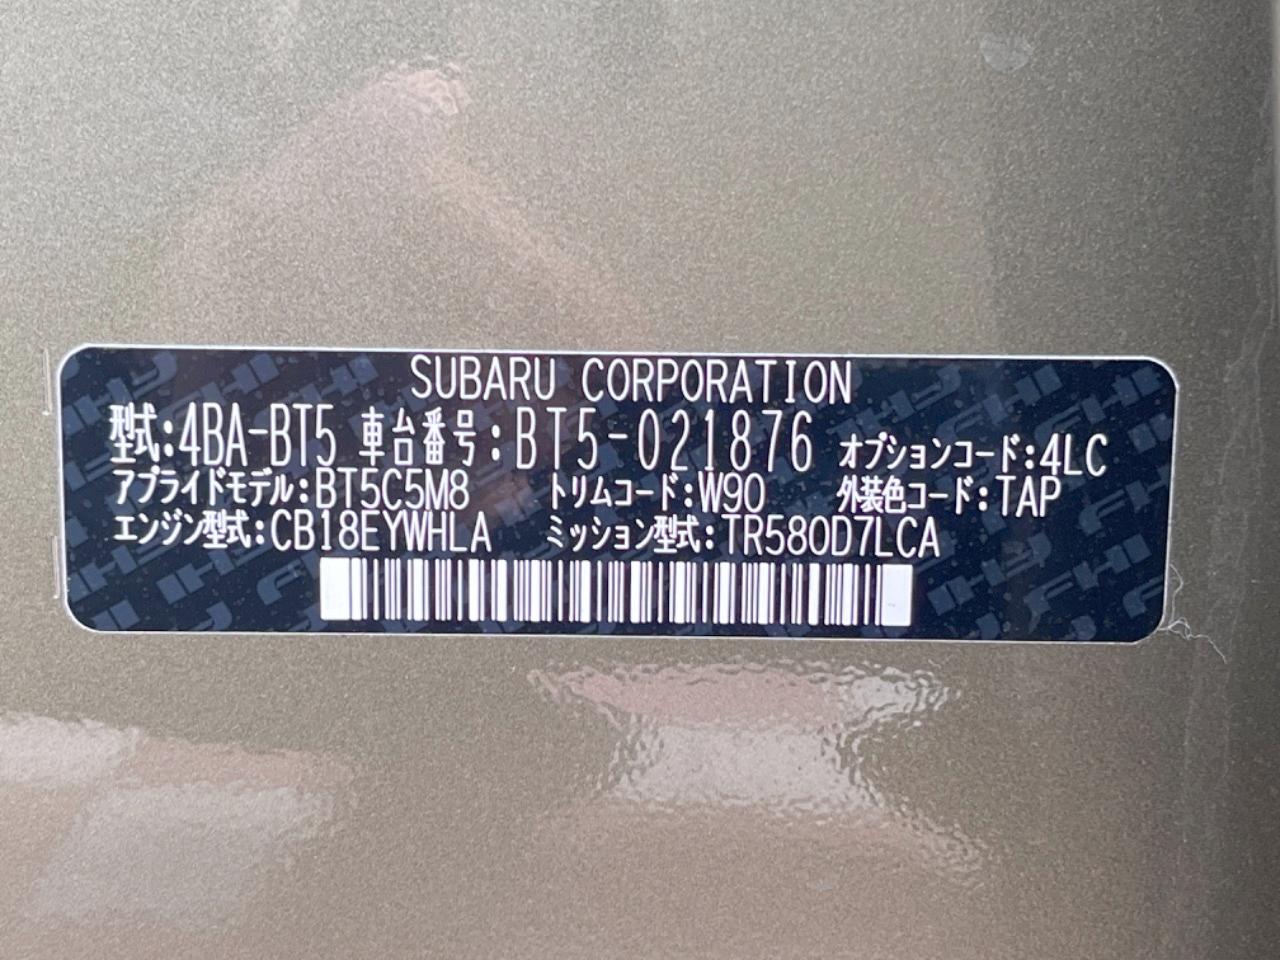 SUBARU CORPORATION
型式:4BA-BT5 車台番号:BT5-021876 オプションコード:4LC
アプライドモデル:BT5C5M8 トリムコード:W90 外装色コード:TAP
エンジン型式:CB18EYWHLA ミッション型式:TR580D7LCA